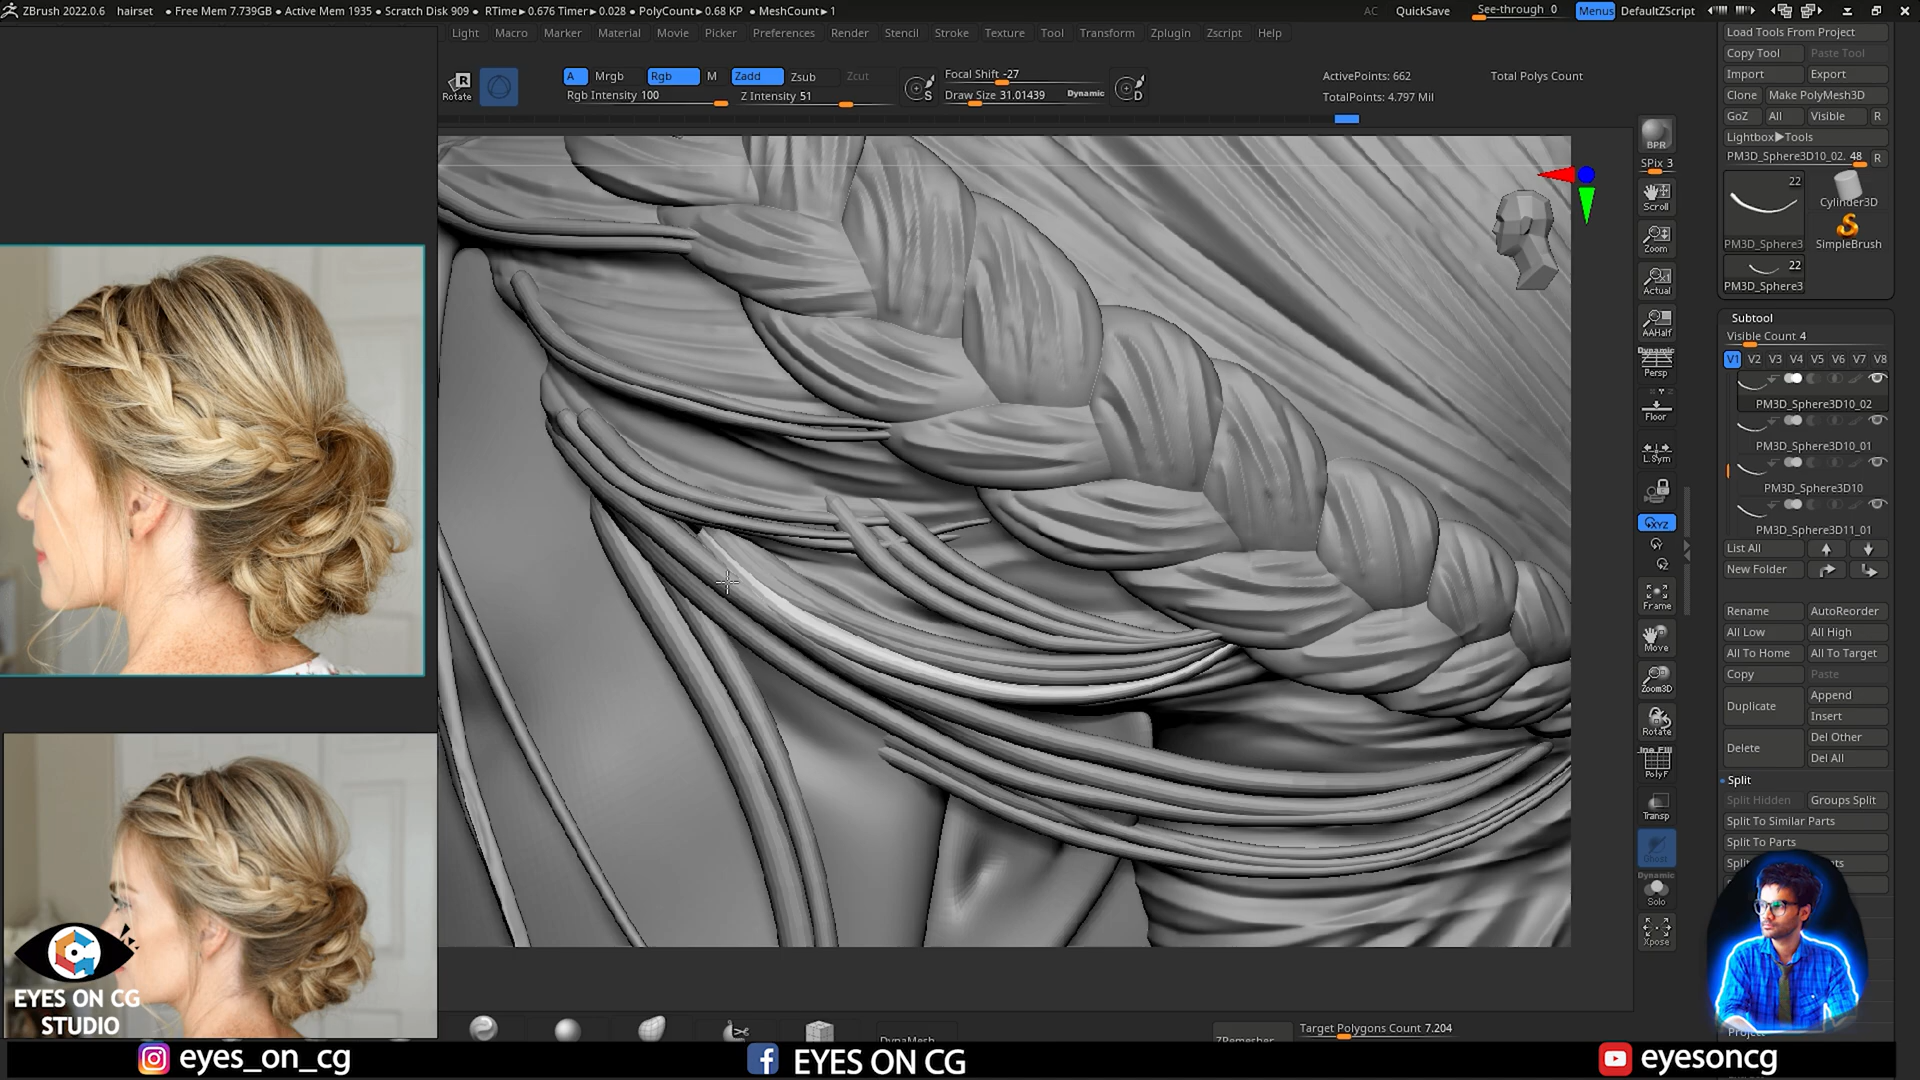 ZBrush 2022.0.6 hairset • Free Mem 7.739GB • Active Mem 1935 • Scratch Disk 909 • RTime▸0.676 Timer▸0.028 • PolyCount▸0.68 KP • MeshCount▸1
AC QuickSave See-through 0 Menus DefaultZScript
Light Macro Marker Material Movie Picker Preferences Render Stencil Stroke Texture Tool Transform Zplugin Zscript Help
Rotate
A Mrgb Rgb M Zadd Zsub Zcut
Rgb Intensity 100 Z Intensity 51
S
Focal Shift -27
Draw Size 31.01439 Dynamic
D
ActivePoints: 662 Total Polys Count
TotalPoints: 4.797 Mil
BPR
SPix 3
Scroll
Zoom
Actual
AAHalf
Dynamic
Persp
Floor
L.Sym
XYZ
Frame
Move
Zoom3D
Rotate
Line Fill
PolyF
Transp
Ghost
Dynamic
Solo
Xpose
Load Tools From Project
Copy Tool Paste Tool
Import Export
Clone Make PolyMesh3D
GoZ All Visible R
Lightbox▶Tools
PM3D_Sphere3D10_02. 48 R
22
Cylinder3D
PM3D_Sphere3 SimpleBrush
22
PM3D_Sphere3
Subtool
Visible Count 4
V1 V2 V3 V4 V5 V6 V7 V8
PM3D_Sphere3D10_02
PM3D_Sphere3D10_01
PM3D_Sphere3D10
PM3D_Sphere3D11_01
List All
New Folder
Rename AutoReorder
All Low All High
All To Home All To Target
Copy Paste
Duplicate Append
Insert
Delete Del Other
Del All
Split
Split Hidden Groups Split
Split To Similar Parts
Split To Parts
DynaMesh
ZRemesher
Target Polygons Count 7.204
Project
EYES ON CG
STUDIO
eyes_on_cg EYES ON CG eyesoncg